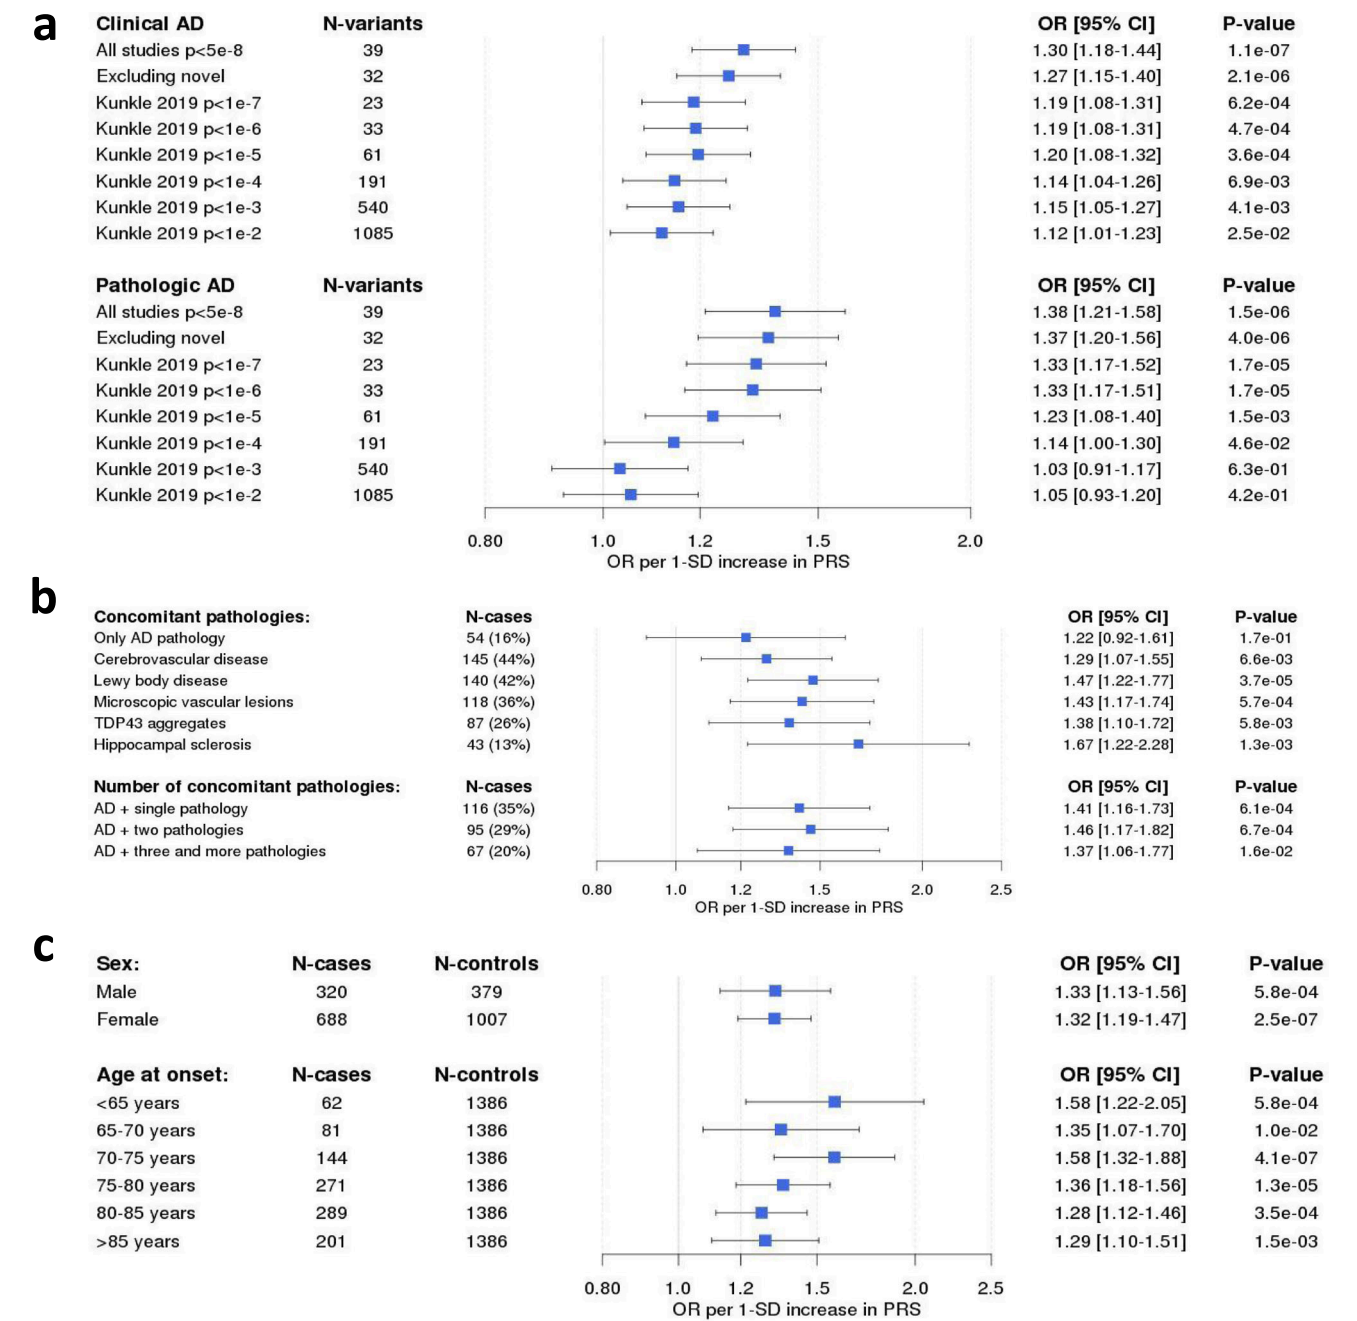 a
Clinical AD N-variants OR [95% CI] P-value
All studies p<5e-8 39 1.30 [1.18-1.44] 1.1e-07
Excluding novel 32 1.27 [1.15-1.40] 2.1e-06
Kunkle 2019 p<1e-7 23 1.19 [1.08-1.31] 6.2e-04
Kunkle 2019 p<1e-6 33 1.19 [1.08-1.31] 4.7e-04
Kunkle 2019 p<1e-5 61 1.20 [1.08-1.32] 3.6e-04
Kunkle 2019 p<1e-4 191 1.14 [1.04-1.26] 6.9e-03
Kunkle 2019 p<1e-3 540 1.15 [1.05-1.27] 4.1e-03
Kunkle 2019 p<1e-2 1085 1.12 [1.01-1.23] 2.5e-02
Pathologic AD N-variants OR [95% CI] P-value
All studies p<5e-8 39 1.38 [1.21-1.58] 1.5e-06
Excluding novel 32 1.37 [1.20-1.56] 4.0e-06
Kunkle 2019 p<1e-7 23 1.33 [1.17-1.52] 1.7e-05
Kunkle 2019 p<1e-6 33 1.33 [1.17-1.51] 1.7e-05
Kunkle 2019 p<1e-5 61 1.23 [1.08-1.40] 1.5e-03
Kunkle 2019 p<1e-4 191 1.14 [1.00-1.30] 4.6e-02
Kunkle 2019 p<1e-3 540 1.03 [0.91-1.17] 6.3e-01
Kunkle 2019 p<1e-2 1085 1.05 [0.93-1.20] 4.2e-01
0.80 1.0 1.2 1.5 2.0
OR per 1-SD increase in PRS
b
Concomitant pathologies: N-cases OR [95% CI] P-value
Only AD pathology 54 (16%) 1.22 [0.92-1.61] 1.7e-01
Cerebrovascular disease 145 (44%) 1.29 [1.07-1.55] 6.6e-03
Lewy body disease 140 (42%) 1.47 [1.22-1.77] 3.7e-05
Microscopic vascular lesions 118 (36%) 1.43 [1.17-1.74] 5.7e-04
TDP43 aggregates 87 (26%) 1.38 [1.10-1.72] 5.8e-03
Hippocampal sclerosis 43 (13%) 1.67 [1.22-2.28] 1.3e-03
Number of concomitant pathologies: N-cases OR [95% CI] P-value
AD + single pathology 116 (35%) 1.41 [1.16-1.73] 6.1e-04
AD + two pathologies 95 (29%) 1.46 [1.17-1.82] 6.7e-04
AD + three and more pathologies 67 (20%) 1.37 [1.06-1.77] 1.6e-02
0.80 1.0 1.2 1.5 2.0 2.5
OR per 1-SD increase in PRS
c
Sex: N-cases N-controls OR [95% CI] P-value
Male 320 379 1.33 [1.13-1.56] 5.8e-04
Female 688 1007 1.32 [1.19-1.47] 2.5e-07
Age at onset: N-cases N-controls OR [95% CI] P-value
<65 years 62 1386 1.58 [1.22-2.05] 5.8e-04
65-70 years 81 1386 1.35 [1.07-1.70] 1.0e-02
70-75 years 144 1386 1.58 [1.32-1.88] 4.1e-07
75-80 years 271 1386 1.36 [1.18-1.56] 1.3e-05
80-85 years 289 1386 1.28 [1.12-1.46] 3.5e-04
>85 years 201 1386 1.29 [1.10-1.51] 1.5e-03
0.80 1.0 1.2 1.5 2.0 2.5
OR per 1-SD increase in PRS